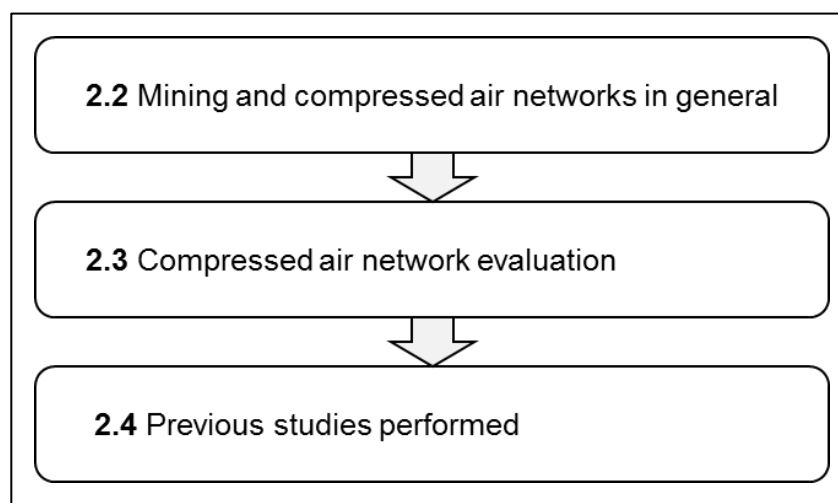 2.2 Mining and compressed air networks in general
2.3 Compressed air network evaluation
2.4 Previous studies performed